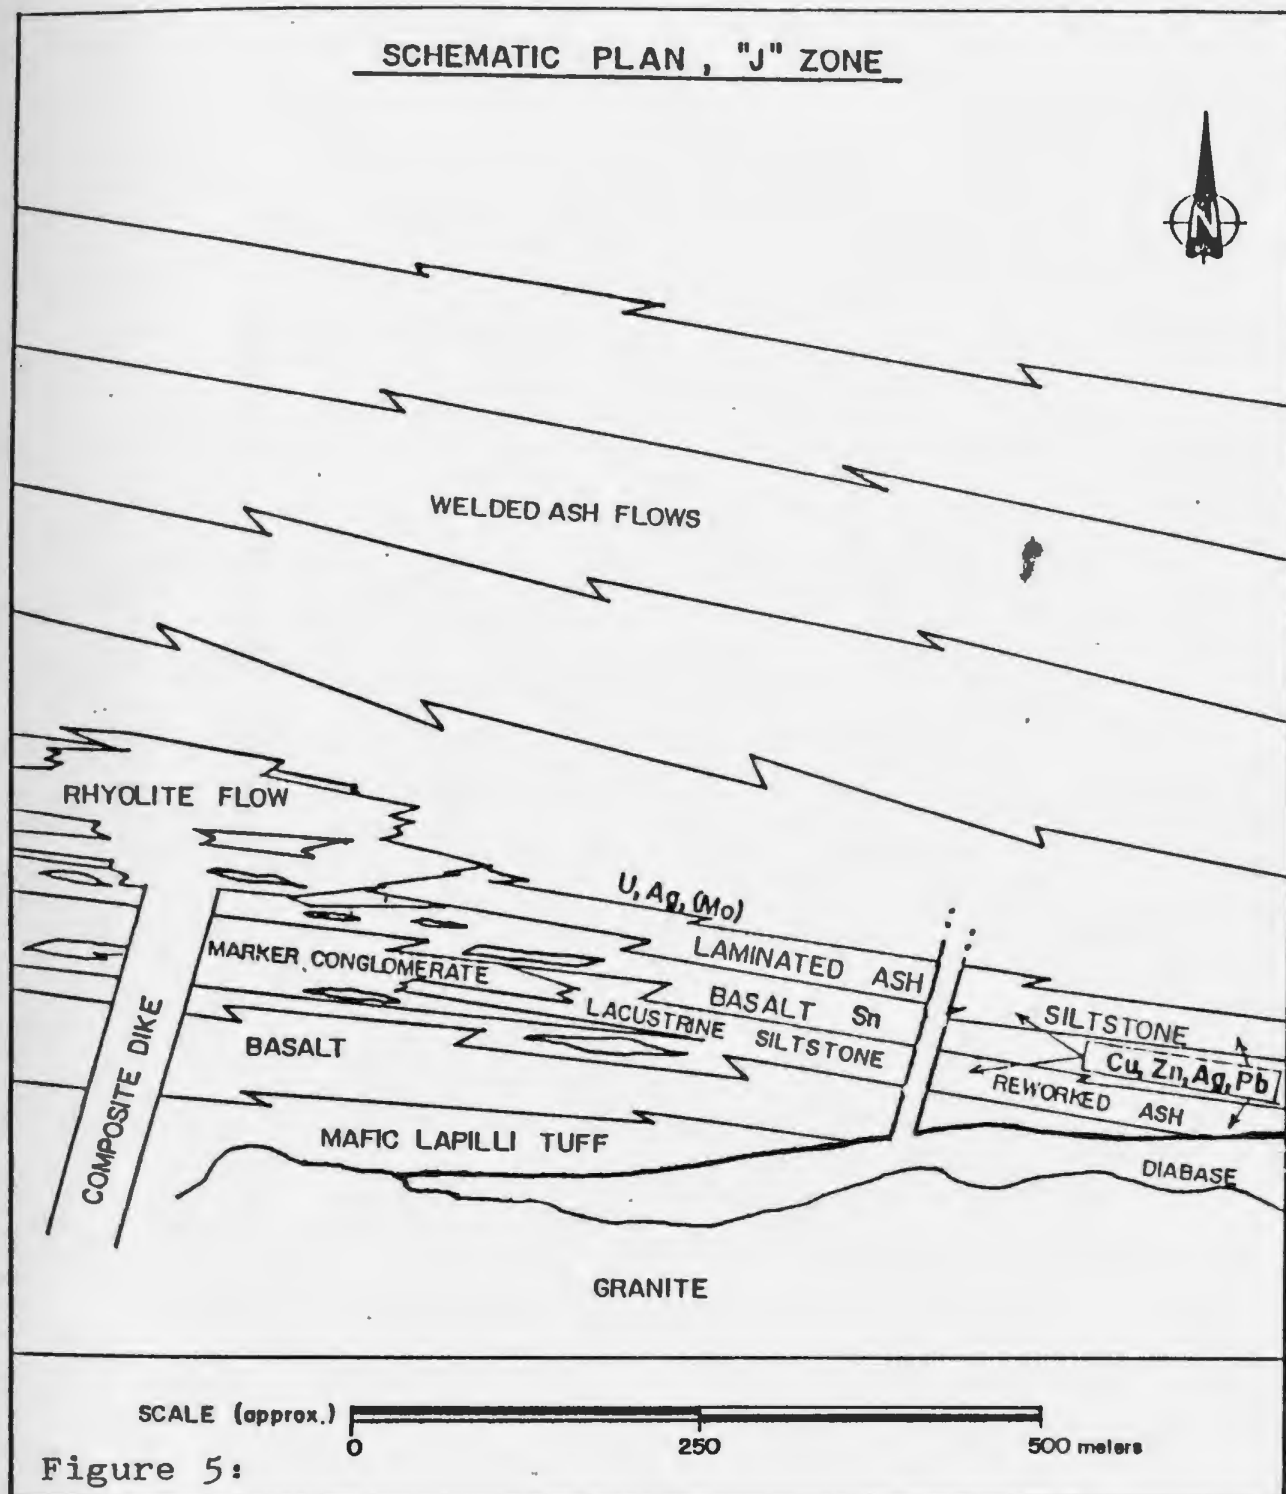 SCHEMATIC PLAN, "J" ZONE
N
WELDED ASH FLOWS
RHYOLITE FLOW
U, Ag, (Mo)
LAMINATED ASH
MARKER CONGLOMERATE
BASALT Sn
LACUSTRINE SILTSTONE
SILTSTONE
BASALT
Cu, Zn, Ag, Pb
REWORKED ASH
COMPOSITE DIKE
MAFIC LAPILLI TUFF
DIABASE
GRANITE
SCALE (approx.)
0 250 500 meters
Figure 5: